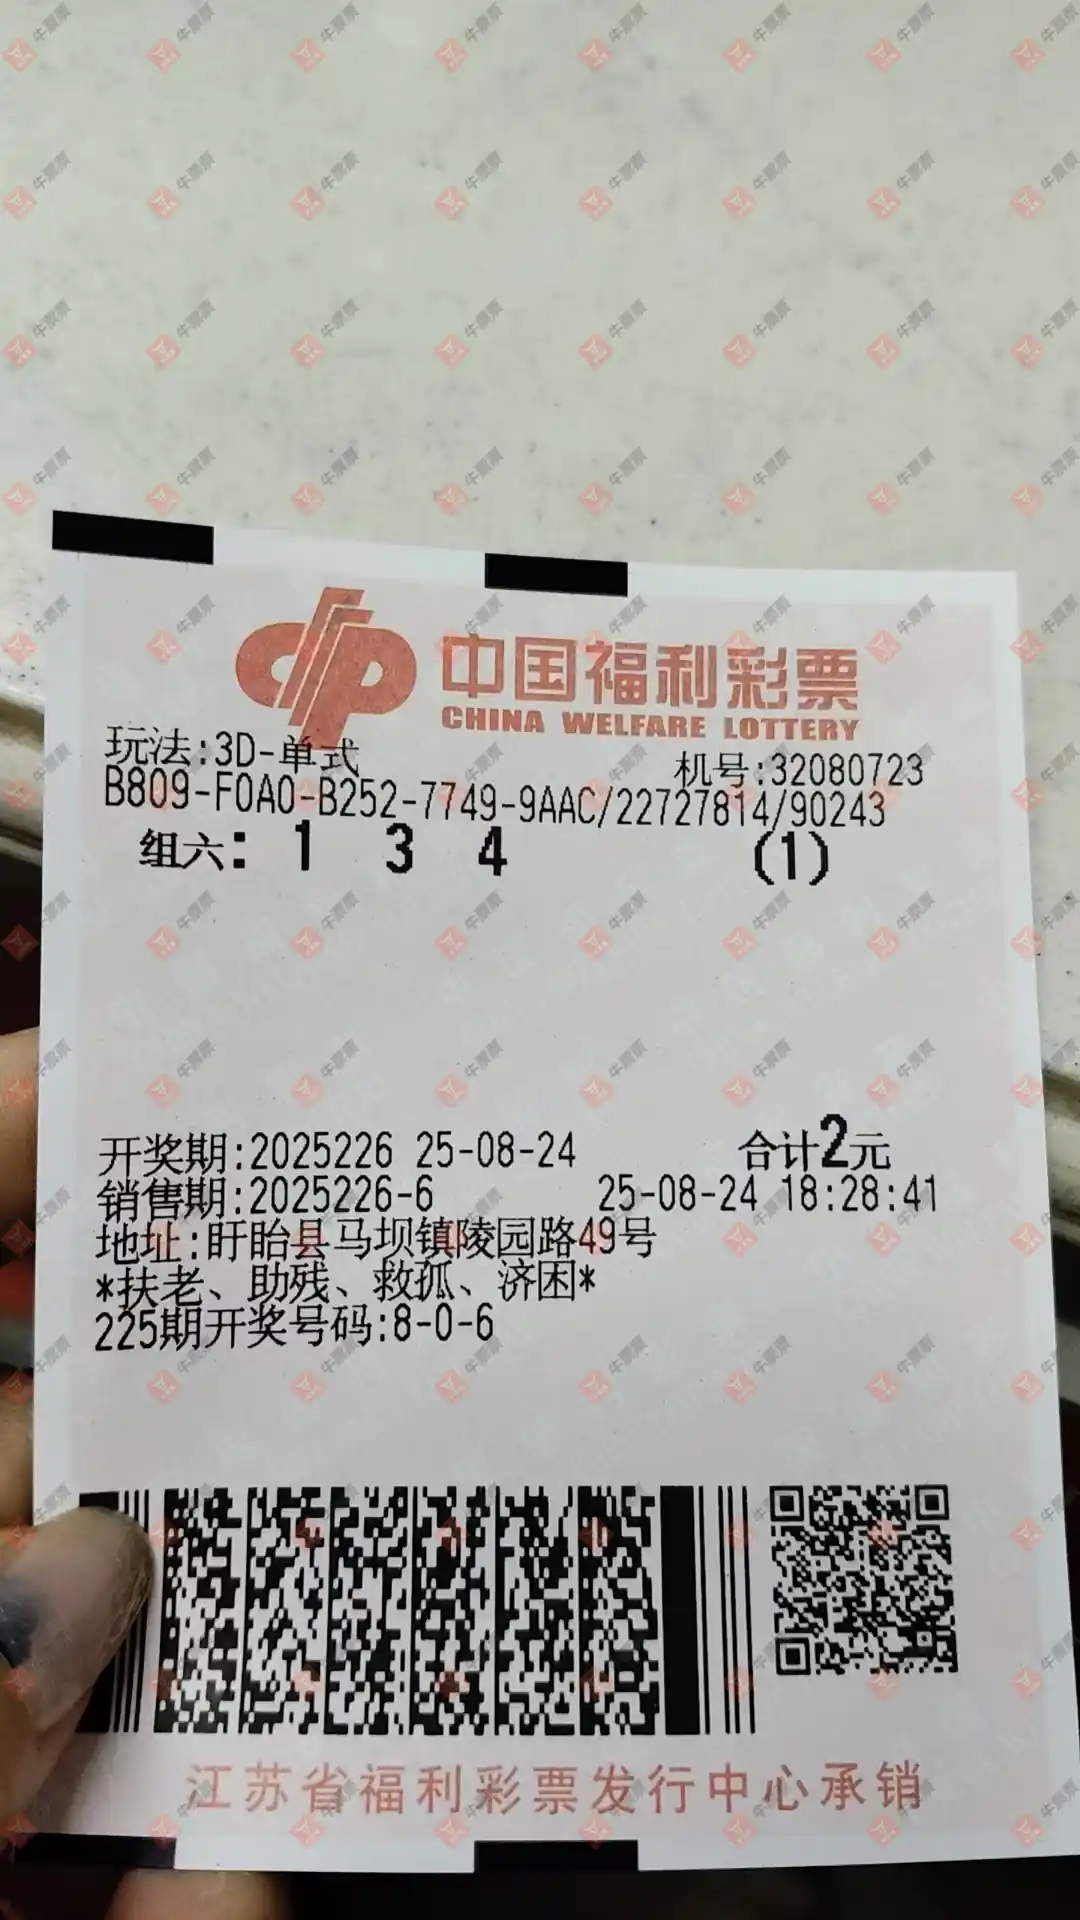 中国福利彩票
CHINA WELFARE LOTTERY
玩法:3D-单式 机号:32080723
B809-F0A0-B252-7749-9AAC/22727814/90243
组六: 1 3 4 (1)
开奖期:2025226 25-08-24 合计2元
销售期:2025226-6 25-08-24 18:28:41
地址:盱眙县马坝镇陵园路49号
*扶老、助残、救孤、济困*
225期开奖号码:8-0-6
江苏省福利彩票发行中心承销
牛票票